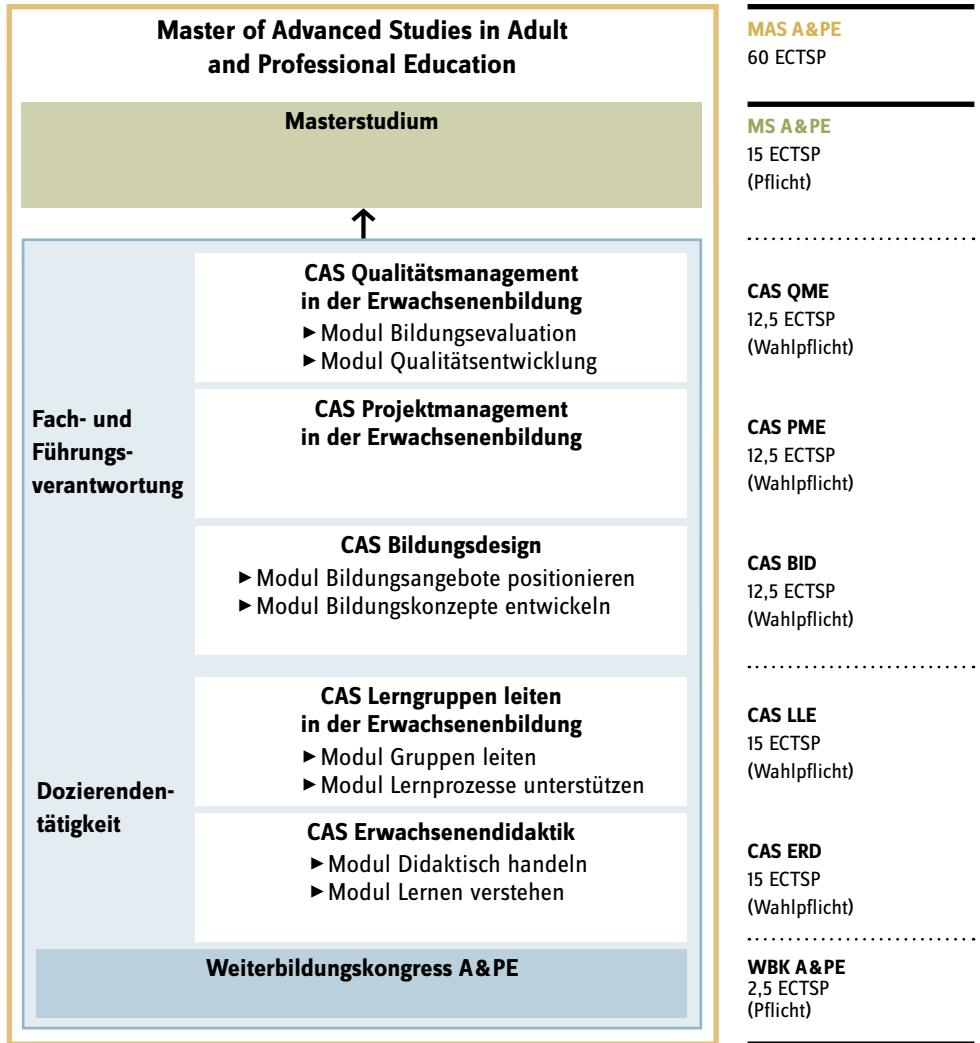 Master of Advanced Studies in Adult
and Professional Education
MAS A&PE
60 ECTSP
Masterstudium
MS A&PE
15 ECTSP
(Pflicht)
CAS Qualitätsmanagement
in der Erwachsenenbildung
► Modul Bildungsevaluation
► Modul Qualitätsentwicklung
CAS QME
12,5 ECTSP
(Wahlpflicht)
Fach- und
Führungs-
verantwortung
CAS Projektmanagement
in der Erwachsenenbildung
CAS PME
12,5 ECTSP
(Wahlpflicht)
CAS Bildungsdesign
► Modul Bildungsangebote positionieren
► Modul Bildungskonzepte entwickeln
CAS BID
12,5 ECTSP
(Wahlpflicht)
Dozierenden-
tätigkeit
CAS Lerngruppen leiten
in der Erwachsenenbildung
► Modul Gruppen leiten
► Modul Lernprozesse unterstützen
CAS LLE
15 ECTSP
(Wahlpflicht)
CAS Erwachsenendidaktik
► Modul Didaktisch handeln
► Modul Lernen verstehen
CAS ERD
15 ECTSP
(Wahlpflicht)
Weiterbildungskongress A&PE
WBK A&PE
2,5 ECTSP
(Pflicht)